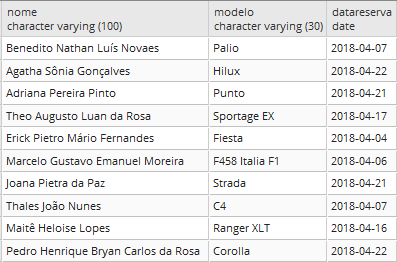 nome modelo datareserva
character varying (100) character varying (30) date
Benedito Nathan Luís Novaes Palio 2018-04-07
Agatha Sônia Gonçalves Hilux 2018-04-22
Adriana Pereira Pinto Punto 2018-04-21
Theo Augusto Luan da Rosa Sportage EX 2018-04-17
Erick Pietro Mário Fernandes Fiesta 2018-04-04
Marcelo Gustavo Emanuel Moreira F458 Italia F1 2018-04-06
Joana Pietra da Paz Strada 2018-04-21
Thales João Nunes C4 2018-04-07
Maitê Heloise Lopes Ranger XLT 2018-04-16
Pedro Henrique Bryan Carlos da Rosa Corolla 2018-04-22